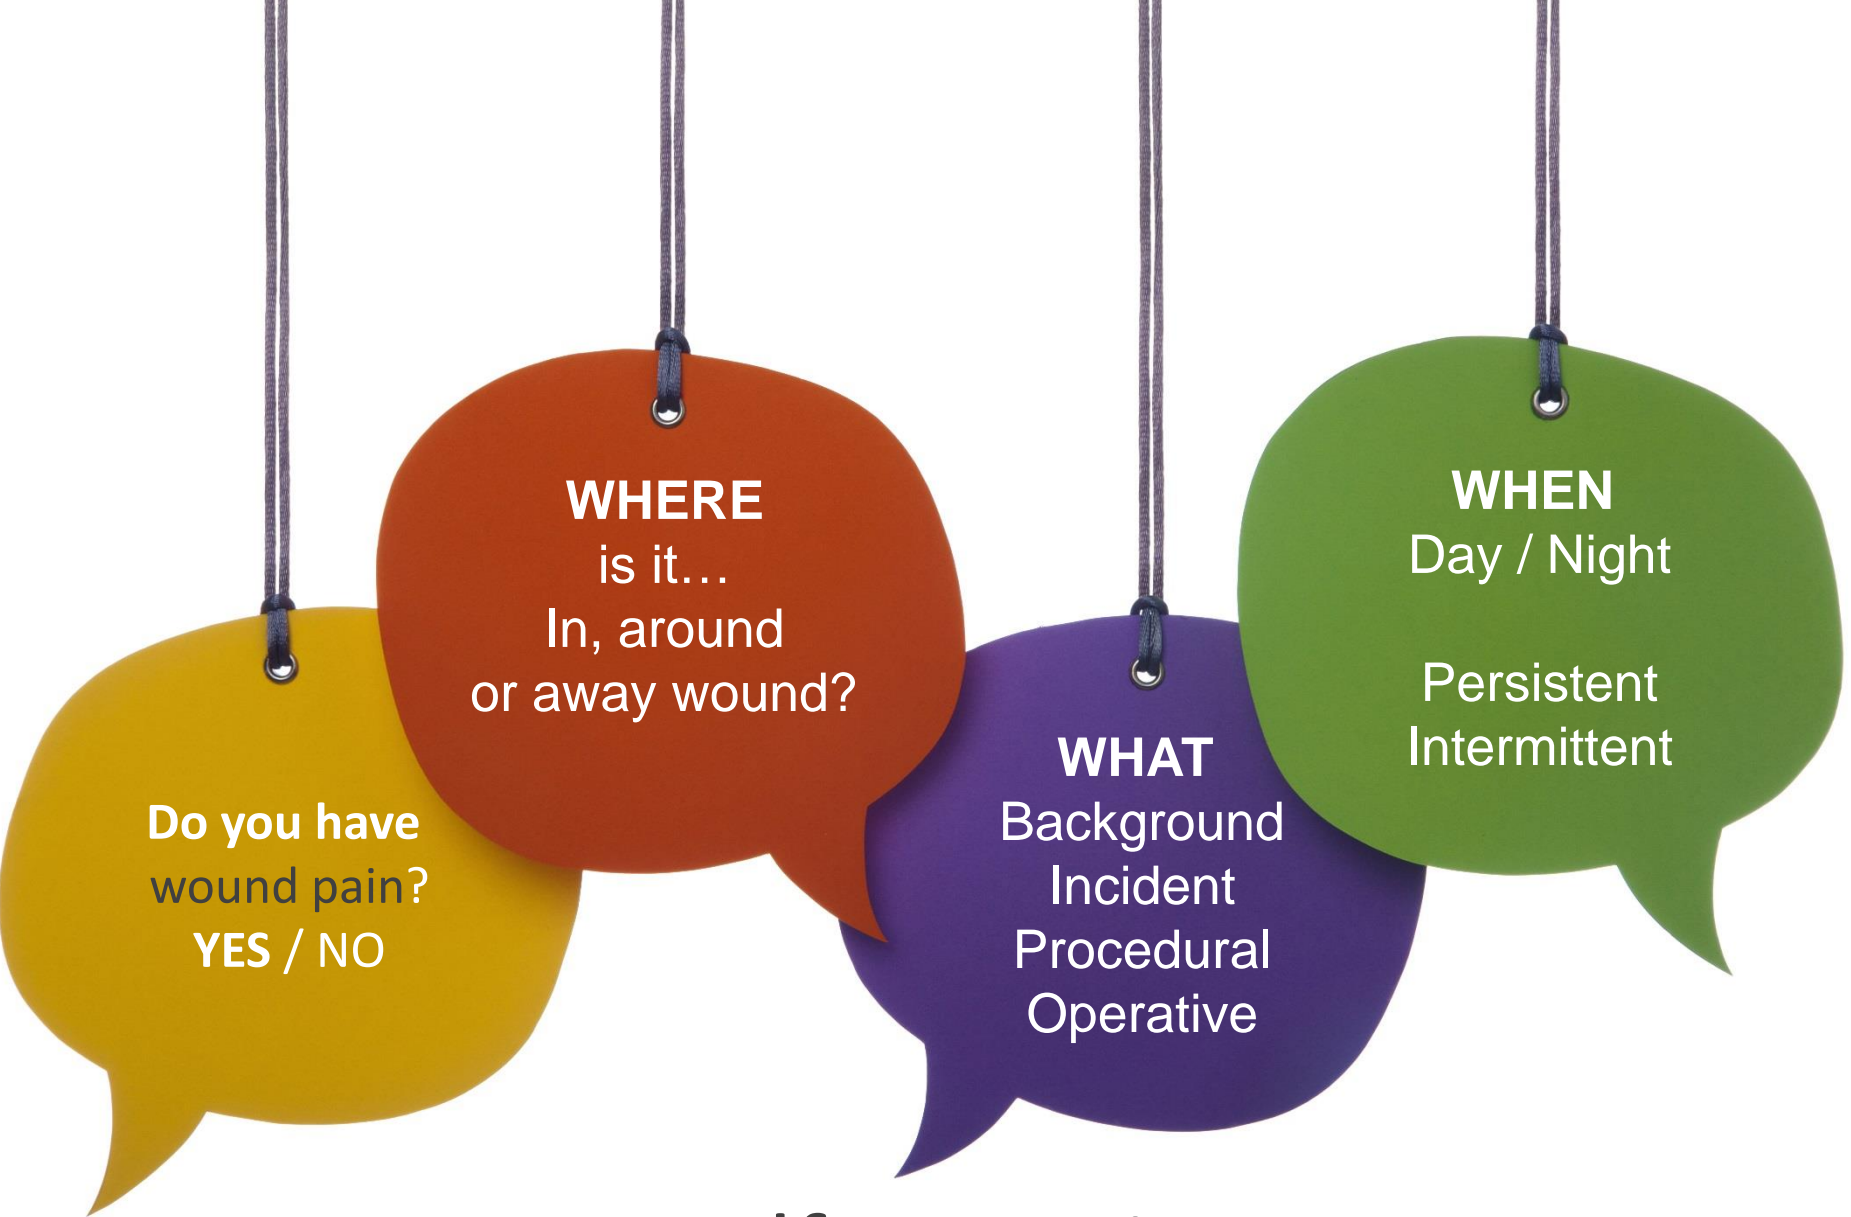 Do you have
wound pain?
YES / NO
WHERE
is it…
In, around
or away wound?
WHAT
Background
Incident
Procedural
Operative
WHEN
Day / Night
Persistent
Intermittent